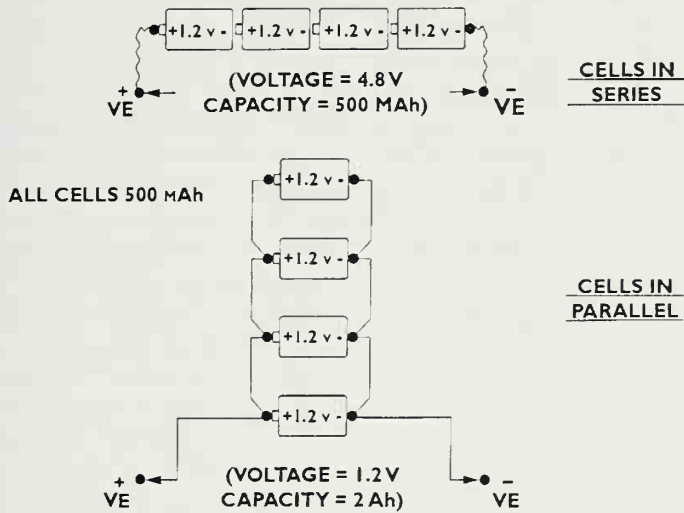 +1.2 v - +1.2 v - +1.2 v - +1.2 v -
+ (VOLTAGE = 4.8 V −
VE CAPACITY = 500 MAh) VE
CELLS IN
SERIES
ALL CELLS 500 MAh
+1.2 v -
+1.2 v -
+1.2 v -
+1.2 v -
CELLS IN
PARALLEL
+ (VOLTAGE = 1.2 V −
VE CAPACITY = 2 Ah) VE